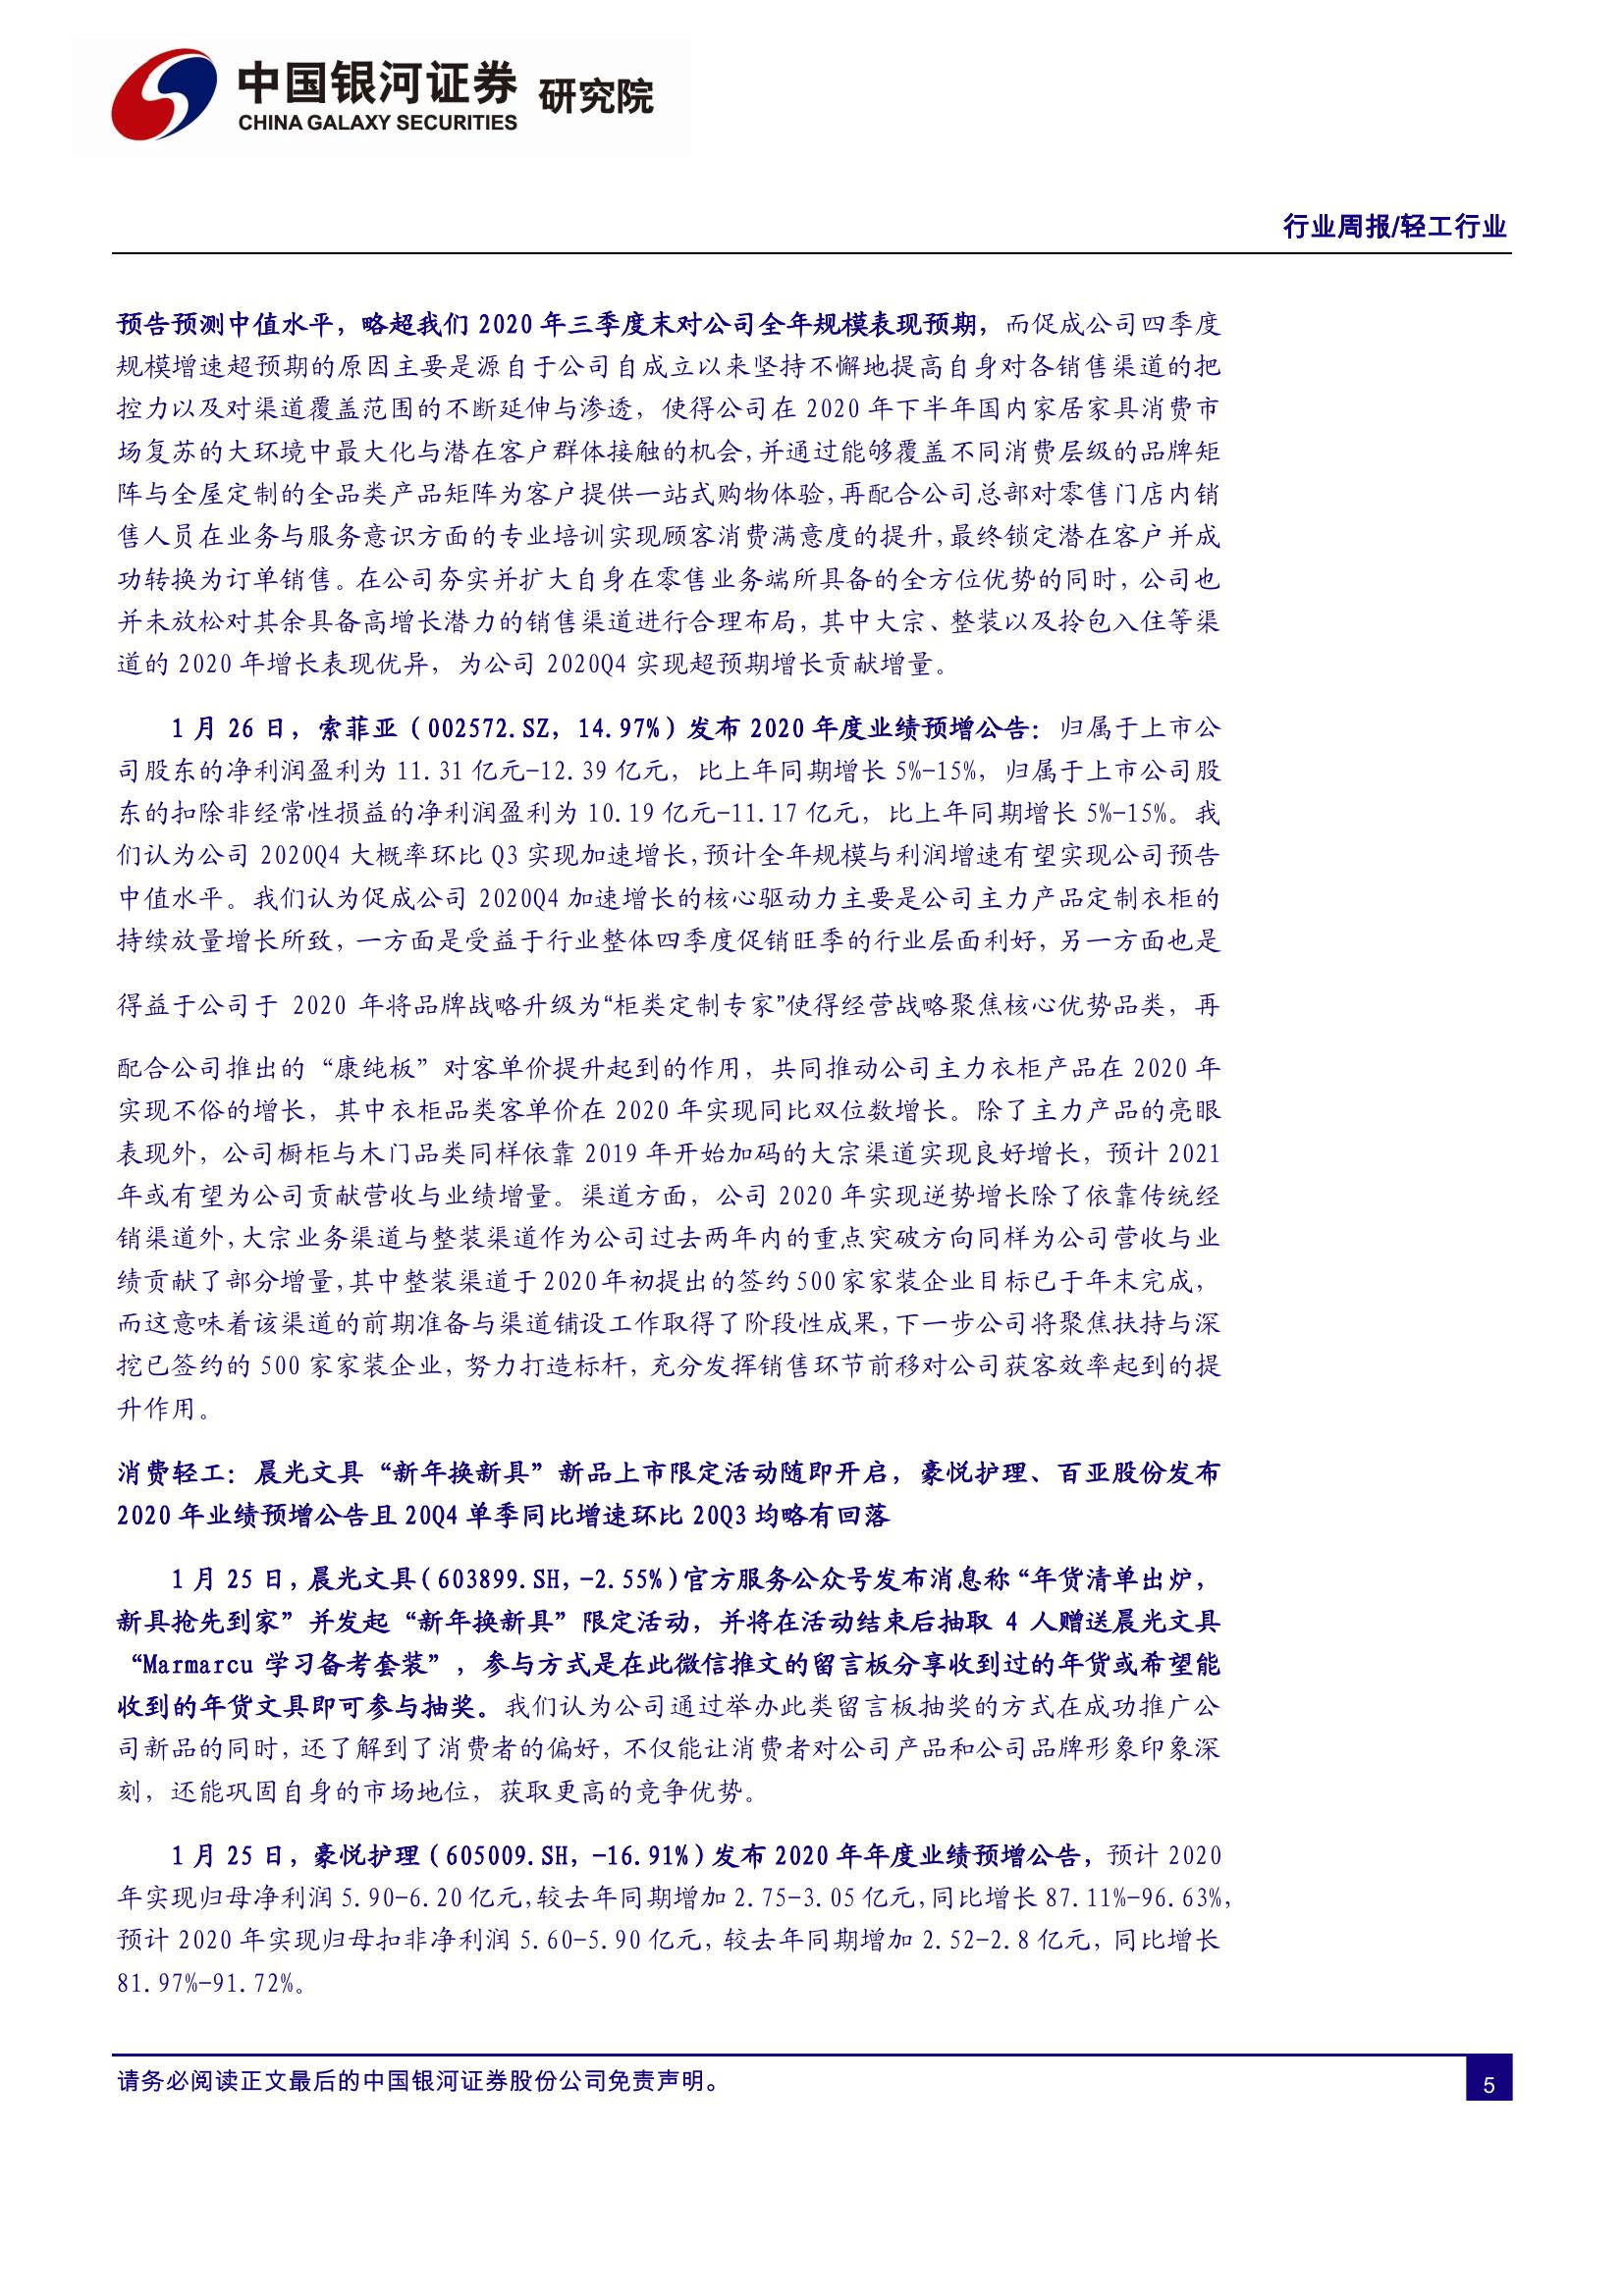 中国银河证券 研究院
CHINA GALAXY SECURITIES
行业周报/轻工行业
预告预测中值水平，略超我们 2020 年三季度末对公司全年规模表现预期，而促成公司四季度
规模增速超预期的原因主要是源自于公司自成立以来坚持不懈地提高自身对各销售渠道的把
控力以及对渠道覆盖范围的不断延伸与渗透，使得公司在 2020 年下半年国内家居家具消费市
场复苏的大环境中最大化与潜在客户群体接触的机会，并通过能够覆盖不同消费层级的品牌矩
阵与全屋定制的全品类产品矩阵为客户提供一站式购物体验，再配合公司总部对零售门店内销
售人员在业务与服务意识方面的专业培训实现顾客消费满意度的提升，最终锁定潜在客户并成
功转换为订单销售。在公司夯实并扩大自身在零售业务端所具备的全方位优势的同时，公司也
并未放松对其余具备高增长潜力的销售渠道进行合理布局，其中大宗、整装以及拎包入住等渠
道的 2020 年增长表现优异，为公司 2020Q4 实现超预期增长贡献增量。
1 月 26 日，索菲亚（002572.SZ，14.97%）发布 2020 年度业绩预增公告：归属于上市公
司股东的净利润盈利为 11.31 亿元-12.39 亿元，比上年同期增长 5%-15%，归属于上市公司股
东的扣除非经常性损益的净利润盈利为 10.19 亿元-11.17 亿元，比上年同期增长 5%-15%。我
们认为公司 2020Q4 大概率环比 Q3 实现加速增长，预计全年规模与利润增速有望实现公司预告
中值水平。我们认为促成公司 2020Q4 加速增长的核心驱动力主要是公司主力产品定制衣柜的
持续放量增长所致，一方面是受益于行业整体四季度促销旺季的行业层面利好，另一方面也是
得益于公司于 2020 年将品牌战略升级为“柜类定制专家”使得经营战略聚焦核心优势品类，再
配合公司推出的“康纯板”对客单价提升起到的作用，共同推动公司主力衣柜产品在 2020 年
实现不俗的增长，其中衣柜品类客单价在 2020 年实现同比双位数增长。除了主力产品的亮眼
表现外，公司橱柜与木门品类同样依靠 2019 年开始加码的大宗渠道实现良好增长，预计 2021
年或有望为公司贡献营收与业绩增量。渠道方面，公司 2020 年实现逆势增长除了依靠传统经
销渠道外，大宗业务渠道与整装渠道作为公司过去两年内的重点突破方向同样为公司营收与业
绩贡献了部分增量，其中整装渠道于 2020 年初提出的签约 500 家家装企业目标已于年末完成，
而这意味着该渠道的前期准备与渠道铺设工作取得了阶段性成果，下一步公司将聚焦扶持与深
挖已签约的 500 家家装企业，努力打造标杆，充分发挥销售环节前移对公司获客效率起到的提
升作用。
消费轻工：晨光文具“新年换新具”新品上市限定活动随即开启，豪悦护理、百亚股份发布
2020 年业绩预增公告且 20Q4 单季同比增速环比 20Q3 均略有回落
1 月 25 日，晨光文具（603899.SH，-2.55%）官方服务公众号发布消息称“年货清单出炉，
新具抢先到家”并发起“新年换新具”限定活动，并将在活动结束后抽取 4 人赠送晨光文具
“Marmarcu 学习备考套装”，参与方式是在此微信推文的留言板分享收到过的年货或希望能
收到的年货文具即可参与抽奖。我们认为公司通过举办此类留言板抽奖的方式在成功推广公
司新品的同时，还了解到了消费者的偏好，不仅能让消费者对公司产品和公司品牌形象印象深
刻，还能巩固自身的市场地位，获取更高的竞争优势。
1 月 25 日，豪悦护理（605009.SH，-16.91%）发布 2020 年年度业绩预增公告，预计 2020
年实现归母净利润 5.90-6.20 亿元，较去年同期增加 2.75-3.05 亿元，同比增长 87.11%-96.63%，
预计 2020 年实现归母扣非净利润 5.60-5.90 亿元，较去年同期增加 2.52-2.8 亿元，同比增长
81.97%-91.72%。
请务必阅读正文最后的中国银河证券股份公司免责声明。
5